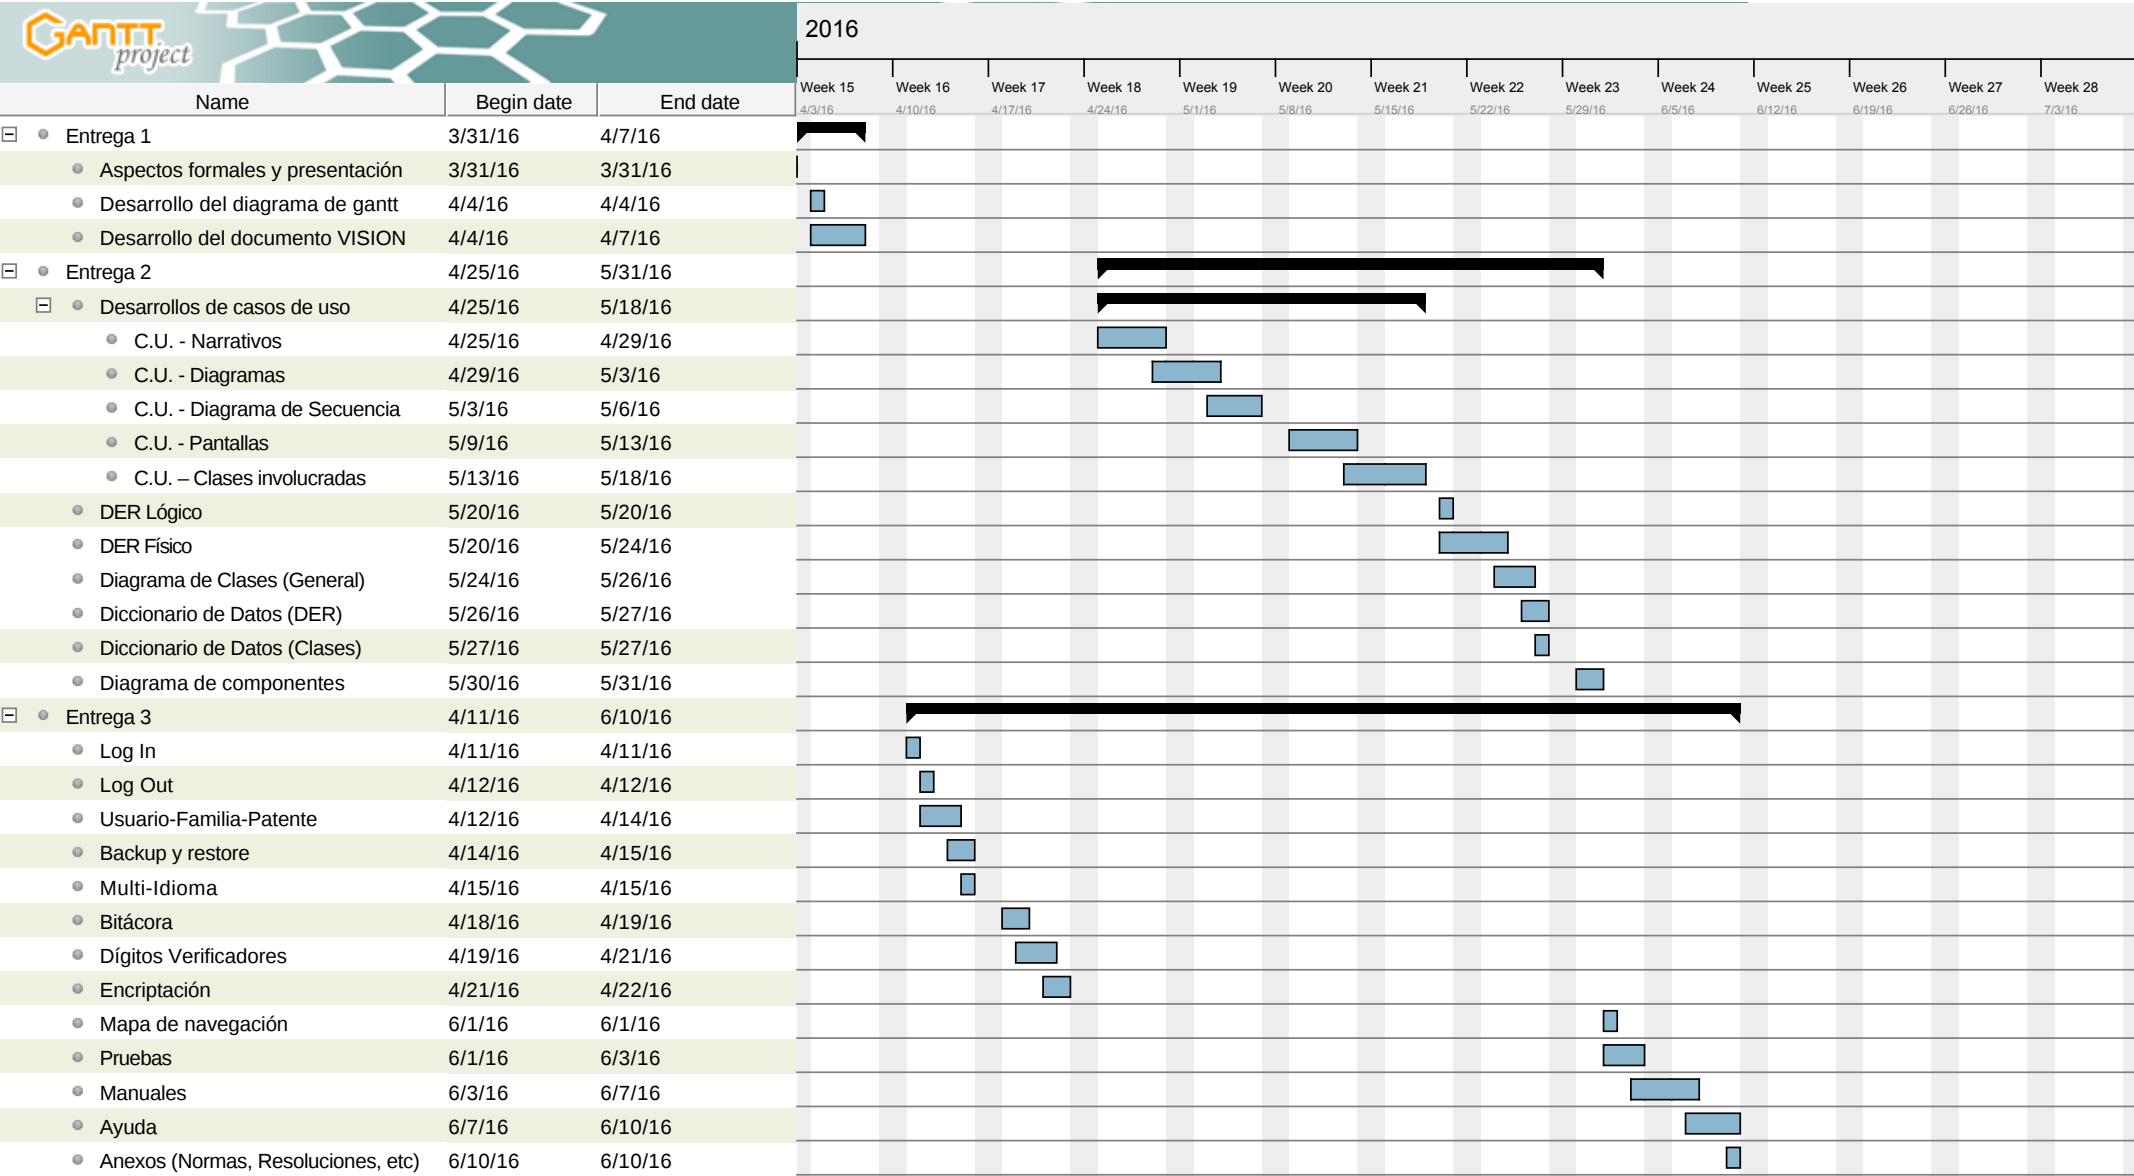 GANTT
project
2016
Week 15 Week 16 Week 17 Week 18 Week 19 Week 20 Week 21 Week 22 Week 23 Week 24 Week 25 Week 26 Week 27 Week 28
Name Begin date End date
4/3/16 4/10/16 4/17/16 4/24/16 5/1/16 5/8/16 5/15/16 5/22/16 5/29/16 6/5/16 6/12/16 6/19/16 6/26/16 7/3/16
Entrega 1 3/31/16 4/7/16
Aspectos formales y presentación 3/31/16 3/31/16
Desarrollo del diagrama de gantt 4/4/16 4/4/16
Desarrollo del documento VISION 4/4/16 4/7/16
Entrega 2 4/25/16 5/31/16
Desarrollos de casos de uso 4/25/16 5/18/16
C.U. - Narrativos 4/25/16 4/29/16
C.U. - Diagramas 4/29/16 5/3/16
C.U. - Diagrama de Secuencia 5/3/16 5/6/16
C.U. - Pantallas 5/9/16 5/13/16
C.U. – Clases involucradas 5/13/16 5/18/16
DER Lógico 5/20/16 5/20/16
DER Físico 5/20/16 5/24/16
Diagrama de Clases (General) 5/24/16 5/26/16
Diccionario de Datos (DER) 5/26/16 5/27/16
Diccionario de Datos (Clases) 5/27/16 5/27/16
Diagrama de componentes 5/30/16 5/31/16
Entrega 3 4/11/16 6/10/16
Log In 4/11/16 4/11/16
Log Out 4/12/16 4/12/16
Usuario-Familia-Patente 4/12/16 4/14/16
Backup y restore 4/14/16 4/15/16
Multi-Idioma 4/15/16 4/15/16
Bitácora 4/18/16 4/19/16
Dígitos Verificadores 4/19/16 4/21/16
Encriptación 4/21/16 4/22/16
Mapa de navegación 6/1/16 6/1/16
Pruebas 6/1/16 6/3/16
Manuales 6/3/16 6/7/16
Ayuda 6/7/16 6/10/16
Anexos (Normas, Resoluciones, etc) 6/10/16 6/10/16